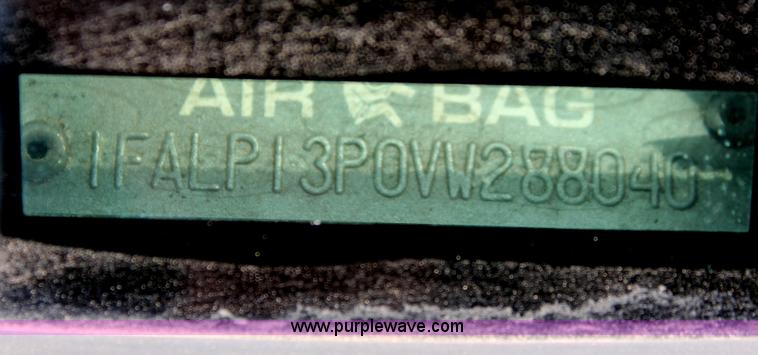 AIR BAG
1FALP13P0VW288040
www.purplewave.com